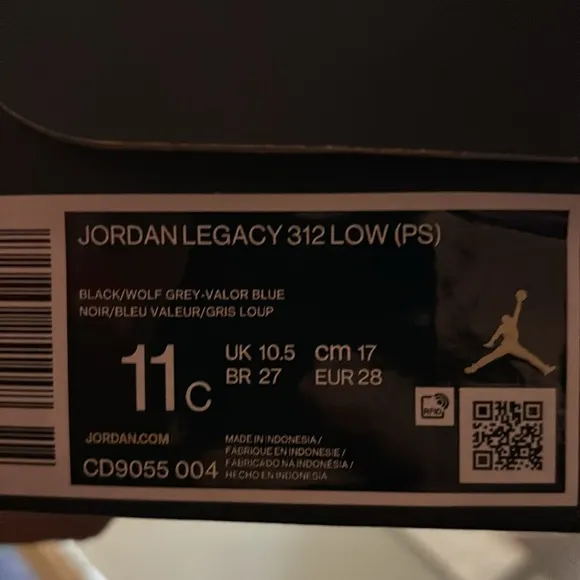 JORDAN LEGACY 312 LOW (PS)
BLACK/WOLF GREY-VALOR BLUE
NOIR/BLEU VALEUR/GRIS LOUP
11C
UK 10.5 cm 17
BR 27 EUR 28
RFID
JORDAN.COM
CD9055 004
MADE IN INDONESIA /
FABRIQUE EN INDONESIE /
FABRICADO NA INDONÉSIA /
HECHO EN INDONESIA